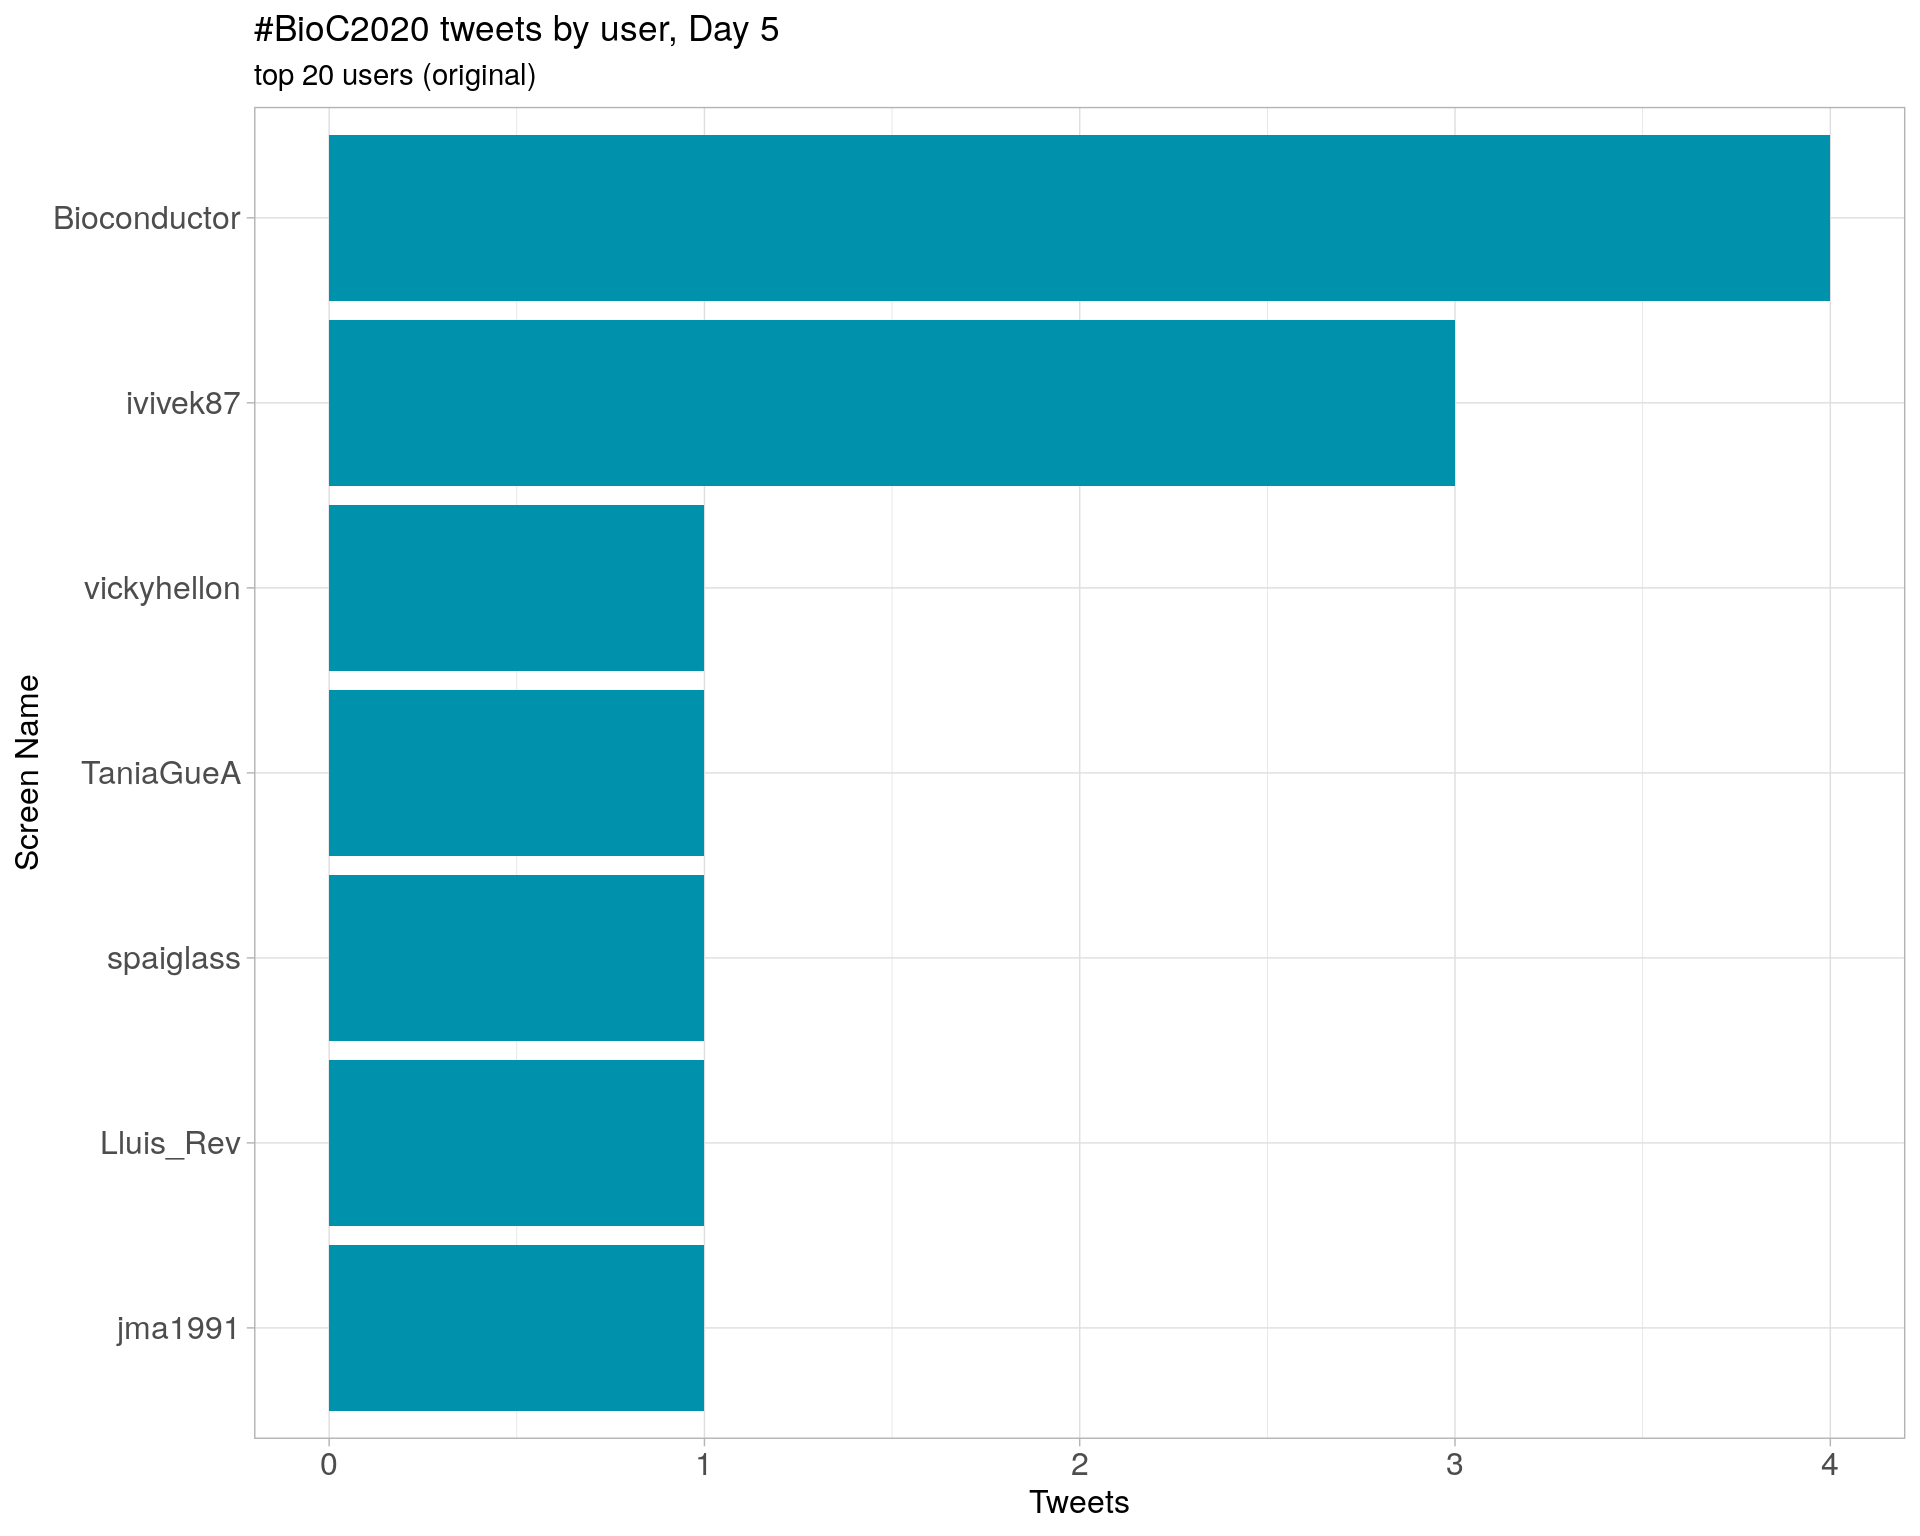 #BioC2020 tweets by user, Day 5
top 20 users (original)
Bioconductor
ivivek87
vickyhellon
TaniaGueA
spaiglass
Lluis_Rev
jma1991
Screen Name
0 1 2 3 4
Tweets